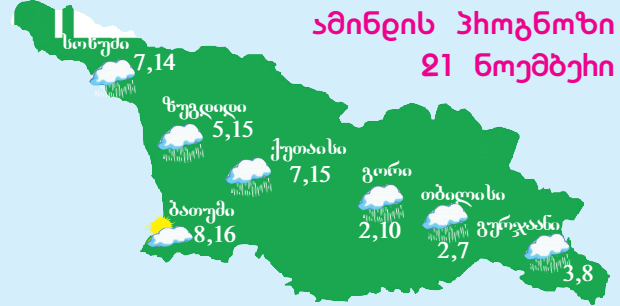 ამინდის პროგნოზი
21 ნოემბერი
სოხუმი
7,14
ზუგდიდი
5,15
ქუთაისი
7,15
გორი
2,10
თბილისი
2,7
ბათუმი
8,16
გურჯაანი
3,8